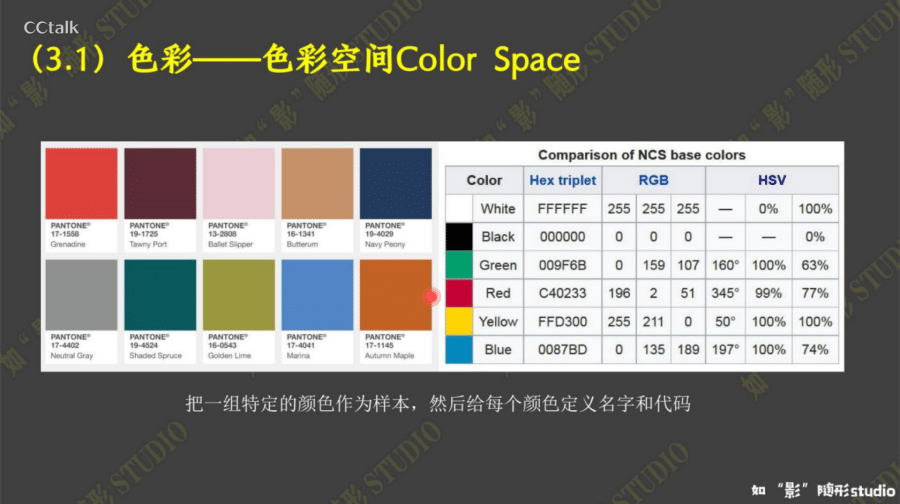 CCtalk
（3.1）色彩——色彩空间Color Space
PANTONE®
17-1558
Grenadine
PANTONE®
19-1725
Tawny Port
PANTONE®
13-2808
Ballet Slipper
PANTONE®
16-1341
Butterum
PANTONE®
19-4029
Navy Peony
PANTONE®
17-4402
Neutral Gray
PANTONE®
19-4524
Shaded Spruce
PANTONE®
16-0543
Golden Lime
PANTONE®
17-4041
Marina
PANTONE®
17-1145
Autumn Maple
Comparison of NCS base colors
Color Hex triplet RGB HSV
White FFFFFF 255 255 255 — 0% 100%
Black 000000 0 0 0 — — 0%
Green 009F6B 0 159 107 160° 100% 63%
Red C40233 196 2 51 345° 99% 77%
Yellow FFD300 255 211 0 50° 100% 100%
Blue 0087BD 0 135 189 197° 100% 74%
把一组特定的颜色作为样本，然后给每个颜色定义名字和代码
如“影”随形studio
如“影”随形 STUDIO